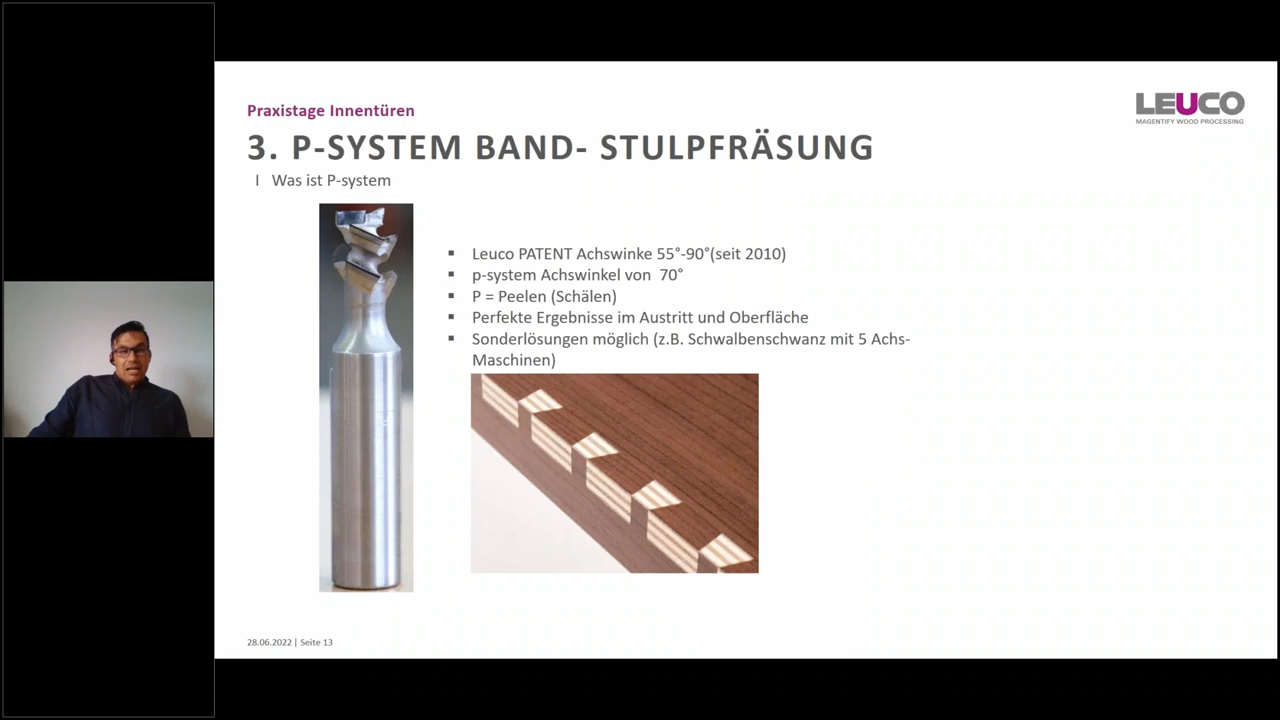 Praxistage Innentüren
LEUCO
MAGENTIFY WOOD PROCESSING
3. P-SYSTEM BAND- STULPFRÄSUNG
I Was ist P-system
▪ Leuco PATENT Achswinke 55°-90°(seit 2010)
▪ p-system Achswinkel von 70°
▪ P = Peelen (Schälen)
▪ Perfekte Ergebnisse im Austritt und Oberfläche
▪ Sonderlösungen möglich (z.B. Schwalbenschwanz mit 5 Achs-
Maschinen)
28.06.2022 | Seite 13